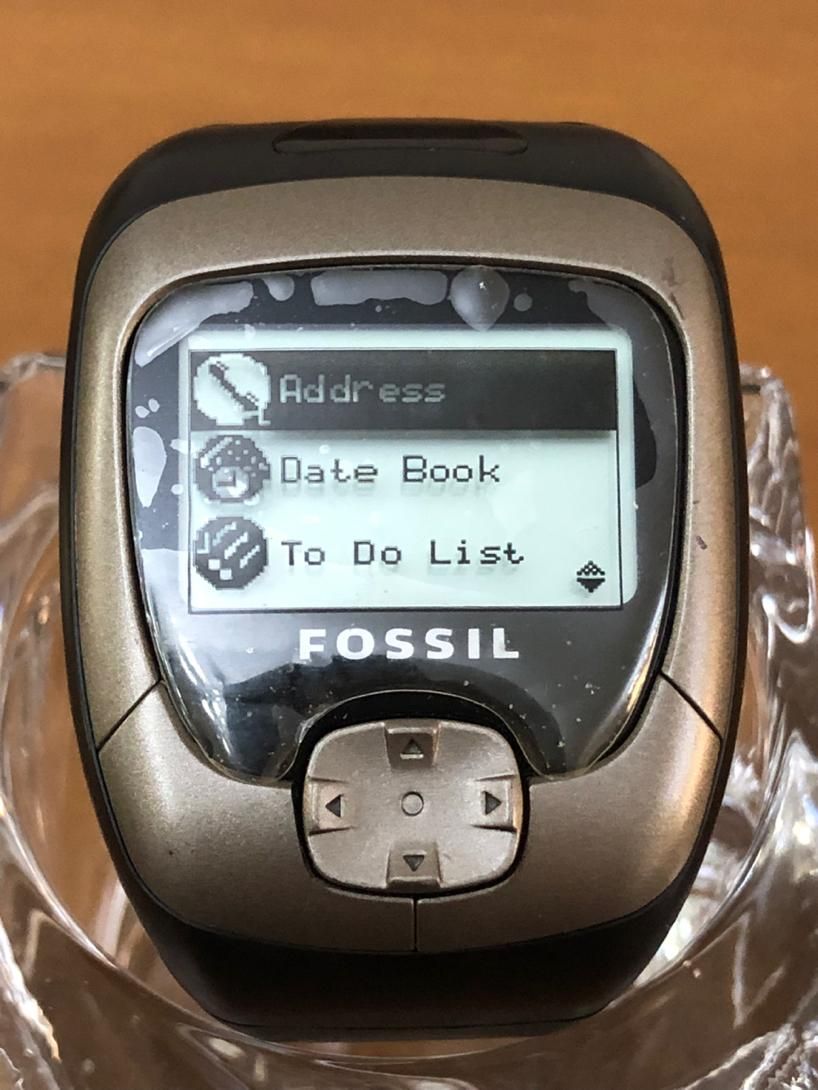 Address
Date Book
To Do List
FOSSIL